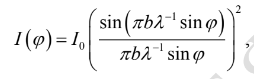 I(φ) = I₀ ( sin(πbλ⁻¹ sin φ) / πbλ⁻¹ sin φ )²,